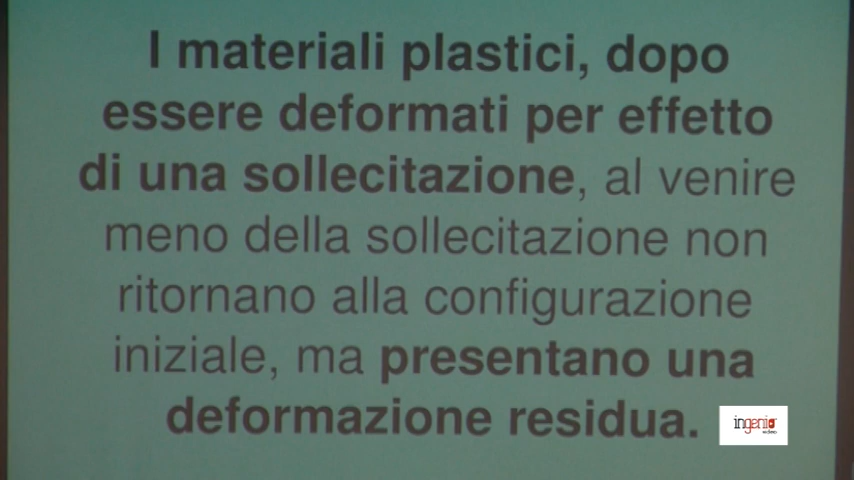 I materiali plastici, dopo
essere deformati per effetto
di una sollecitazione, al venire
meno della sollecitazione non
ritornano alla configurazione
iniziale, ma presentano una
deformazione residua.
ingenio